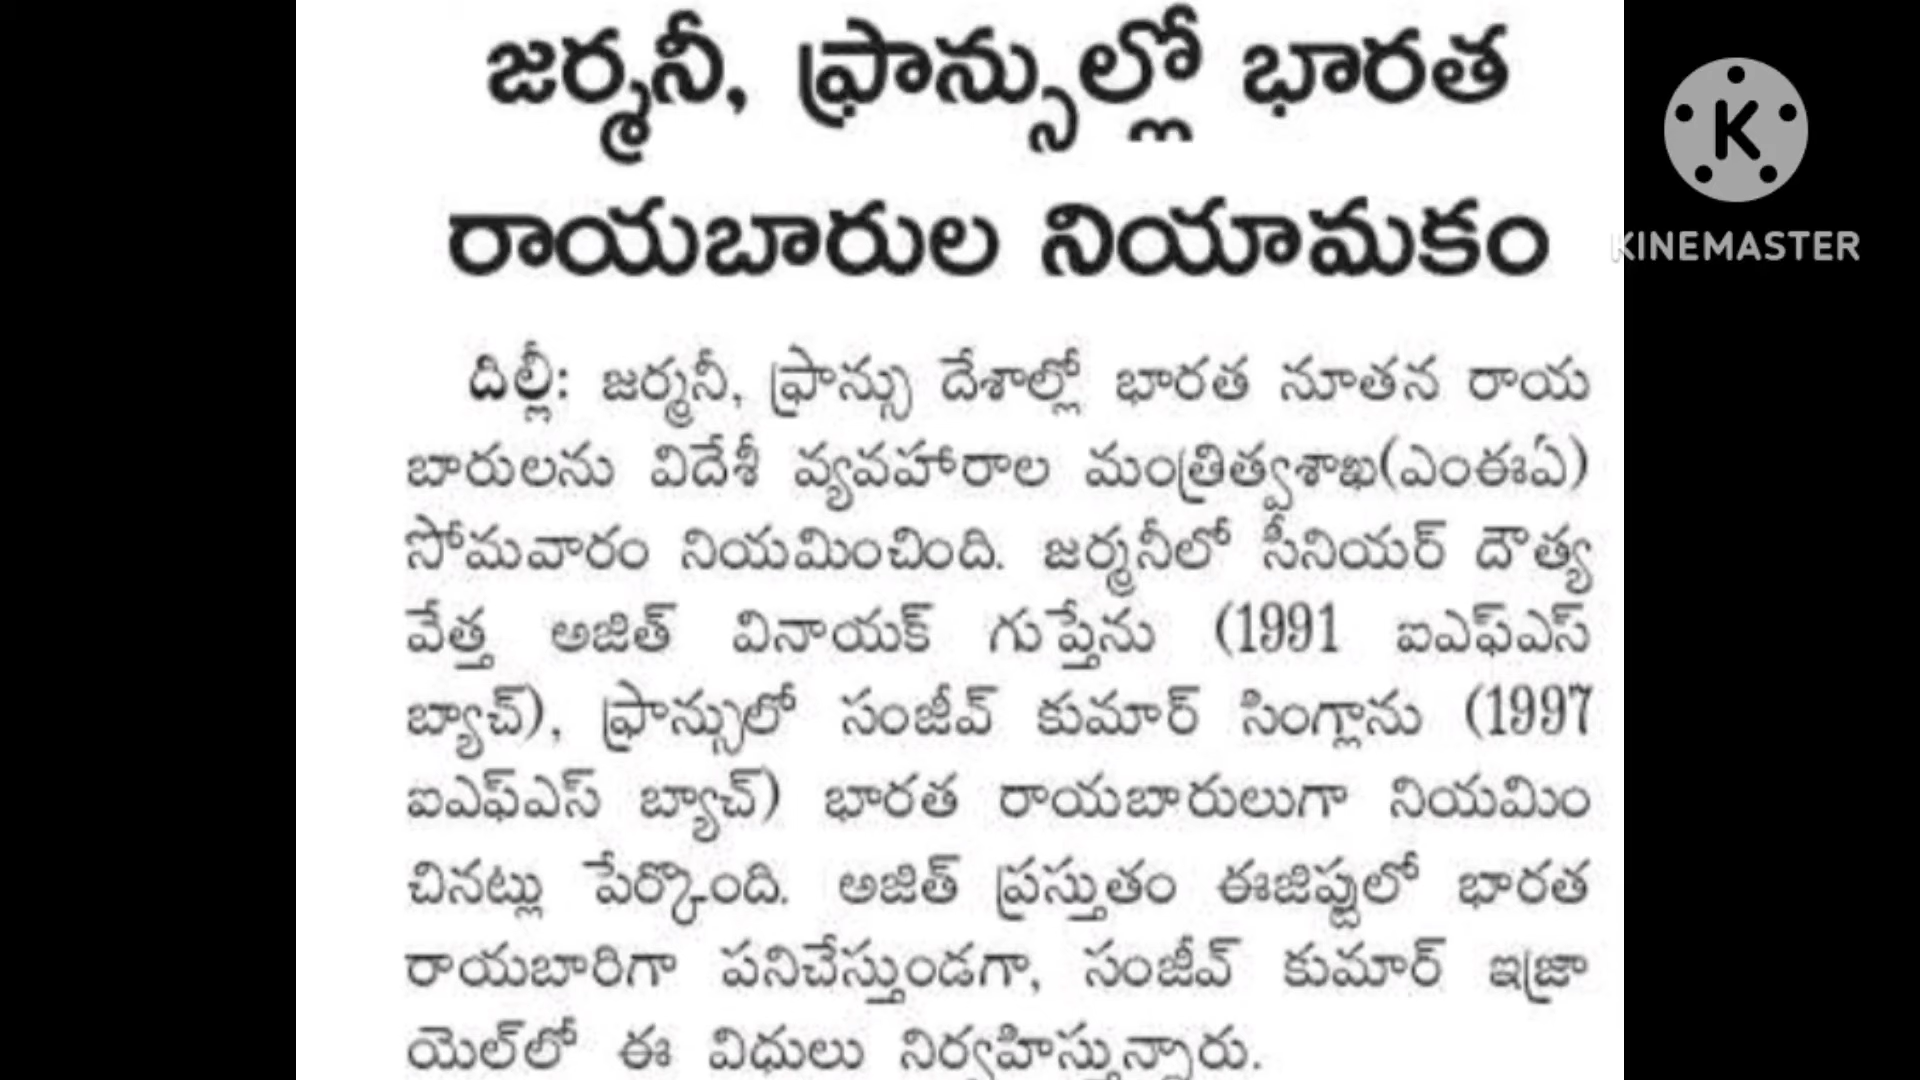 జర్మనీ, ఫ్రాన్సుల్లో భారత
రాయబారుల నియామకం
దిల్లీ: జర్మనీ, ఫ్రాన్సు దేశాల్లో భారత నూతన రాయ
బారులను విదేశీ వ్యవహారాల మంత్రిత్వశాఖ(ఎంఈఏ)
సోమవారం నియమించింది. జర్మనీలో సీనియర్ దౌత్య
వేత్త అజిత్ వినాయక్ గుప్తేను (1991 ఐఎఫ్ఎస్
బ్యాచ్), ఫ్రాన్సులో సంజీవ్ కుమార్ సింగ్లాను (1997
ఐఎఫ్ఎస్ బ్యాచ్) భారత రాయబారులుగా నియమిం
చినట్లు పేర్కొంది. అజిత్ ప్రస్తుతం ఈజిప్టులో భారత
రాయబారిగా పనిచేస్తుండగా, సంజీవ్ కుమార్ ఇజ్రా
యెల్‌లో ఈ విధులు నిర్వహిస్తున్నారు.
K
KINEMASTER